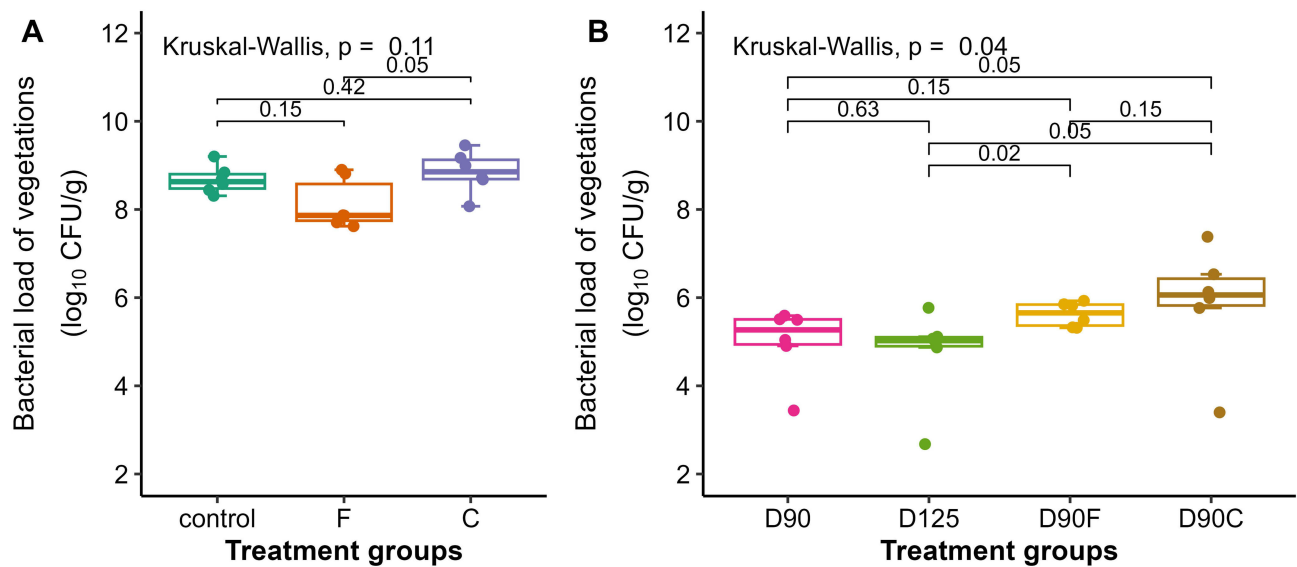 A
Kruskal-Wallis, p = 0.11
0.05
0.42
0.15
Bacterial load of vegetations
(log10 CFU/g)
12
10
8
6
4
2
control F C
Treatment groups
B
Kruskal-Wallis, p = 0.04
0.05
0.15
0.63 0.15
0.05
0.02
Bacterial load of vegetations
(log10 CFU/g)
12
10
8
6
4
2
D90 D125 D90F D90C
Treatment groups